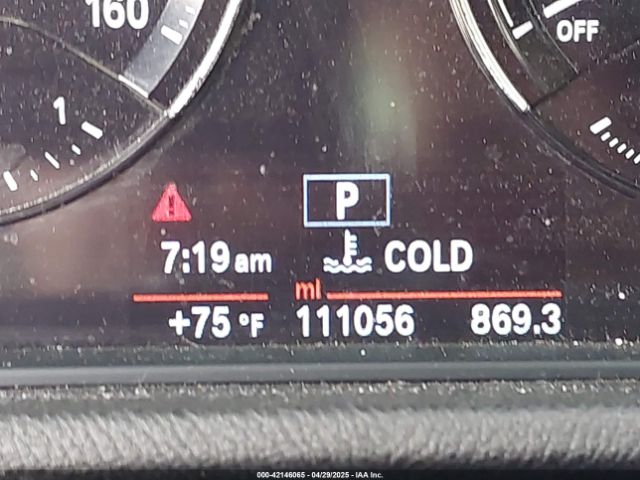 160
OFF
1
P
7:19 am
COLD
mi
+75 °F 111056 869.3
000-42146065 - 04/29/2025 - IAA Inc.